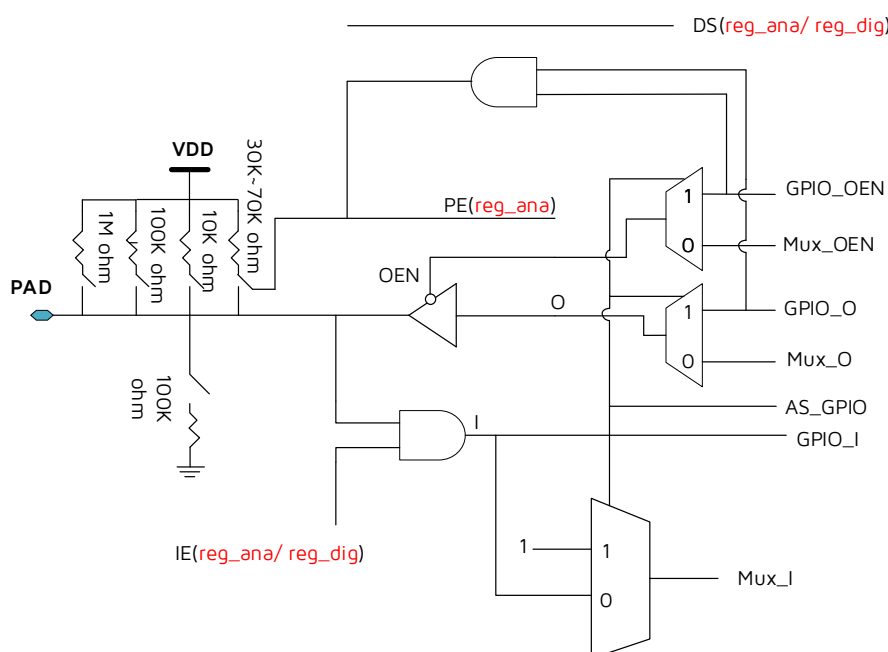 DS(reg_ana/ reg_dig)
VDD
30K~70K ohm
1M ohm
100K ohm
10K ohm
PE(reg_ana)
1
GPIO_OEN
0
Mux_OEN
OEN
PAD
O
1
GPIO_O
0
Mux_O
100K
ohm
AS_GPIO
I
GPIO_I
IE(reg_ana/ reg_dig)
1
1
0
Mux_I